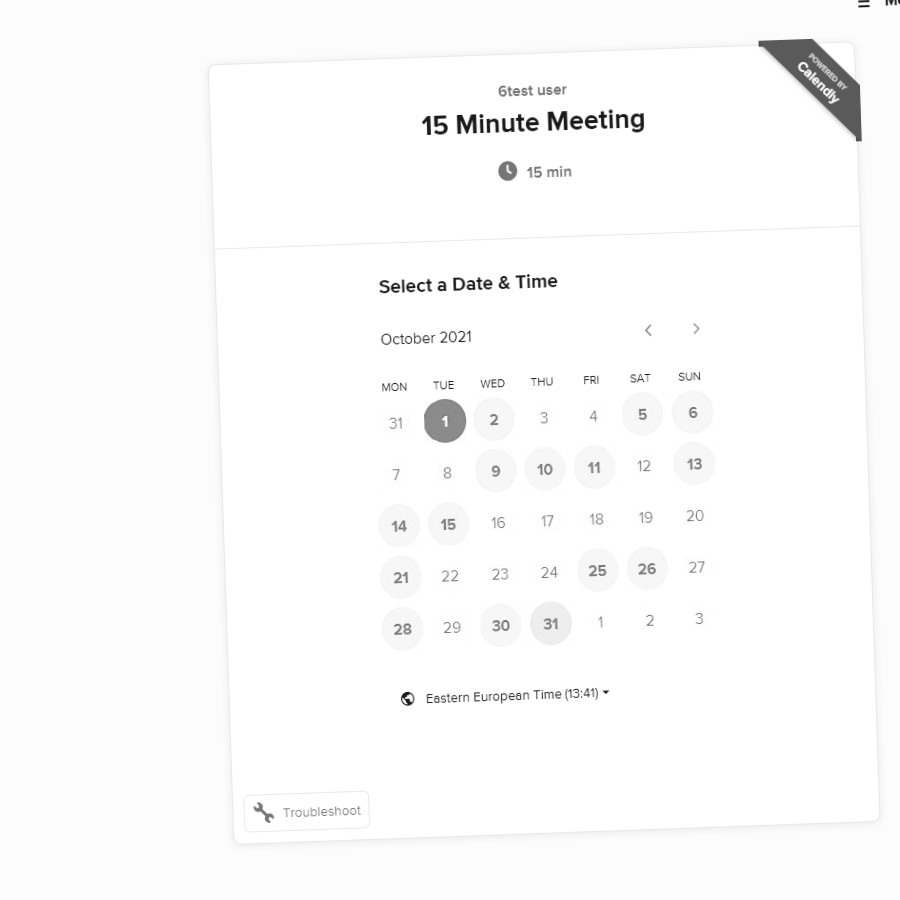 POWERED BY
Calendly
6test user
15 Minute Meeting
15 min
Select a Date & Time
October 2021
MON TUE WED THU FRI SAT SUN
31 1 2 3 4 5 6
7 8 9 10 11 12 13
14 15 16 17 18 19 20
21 22 23 24 25 26 27
28 29 30 31 1 2 3
Eastern European Time (13:41)
Troubleshoot